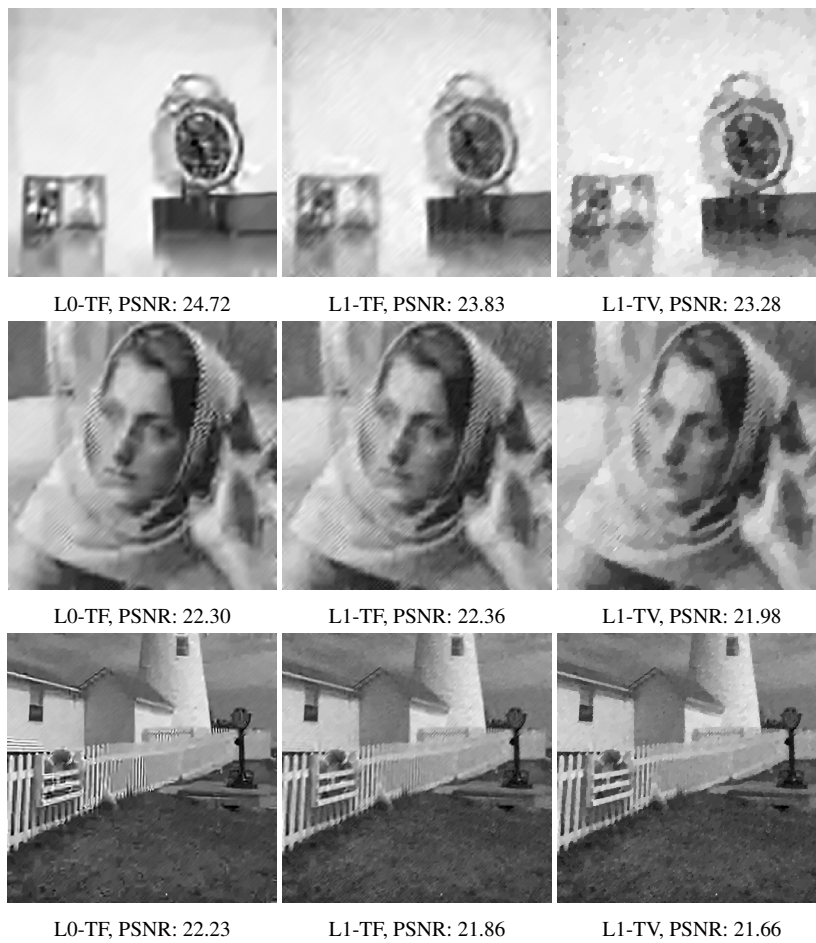 L0-TF, PSNR: 24.72 L1-TF, PSNR: 23.83 L1-TV, PSNR: 23.28
L0-TF, PSNR: 22.30 L1-TF, PSNR: 22.36 L1-TV, PSNR: 21.98
L0-TF, PSNR: 22.23 L1-TF, PSNR: 21.86 L1-TV, PSNR: 21.66